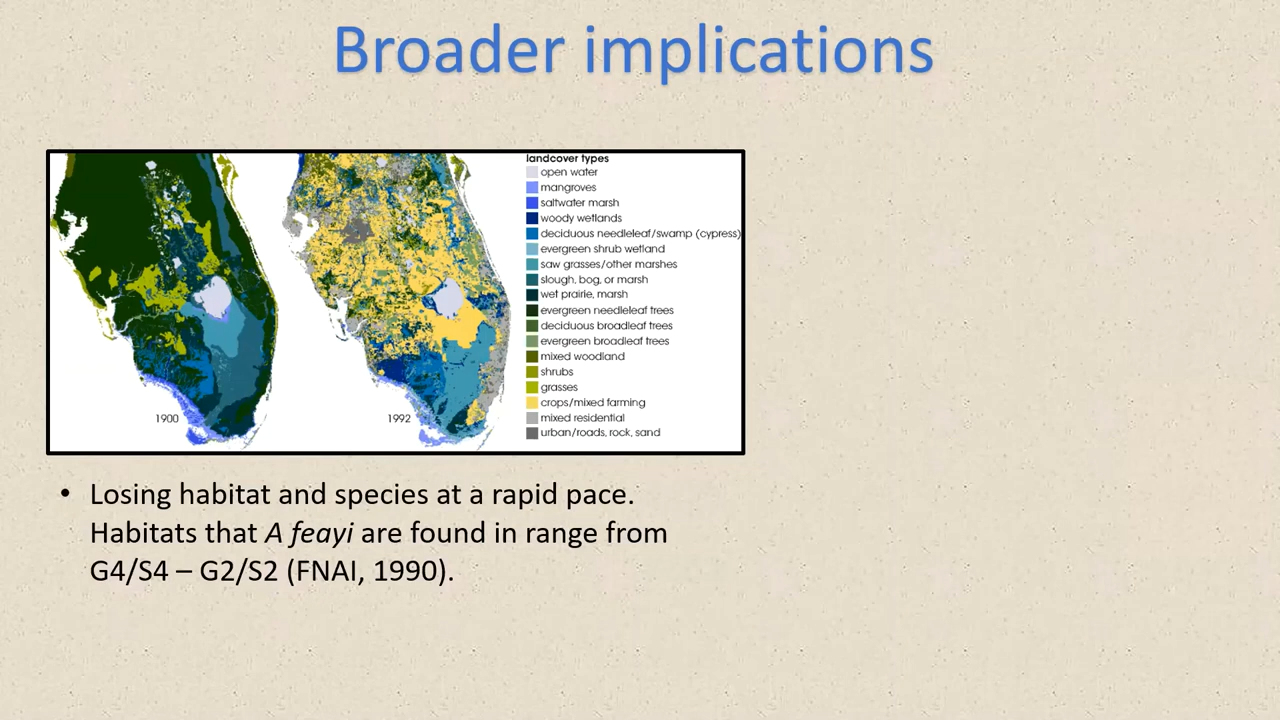 Broader implications
landcover types
open water
mangroves
saltwater marsh
woody wetlands
deciduous needleleaf/swamp (cypress)
evergreen shrub wetland
saw grasses/other marshes
slough, bog, or marsh
wet prairie, marsh
evergreen needleleaf trees
deciduous broadleaf trees
evergreen broadleaf trees
mixed woodland
shrubs
grasses
crops/mixed farming
mixed residential
urban/roads, rock, sand
1900
1992
• Losing habitat and species at a rapid pace.
Habitats that A feayi are found in range from
G4/S4 – G2/S2 (FNAI, 1990).